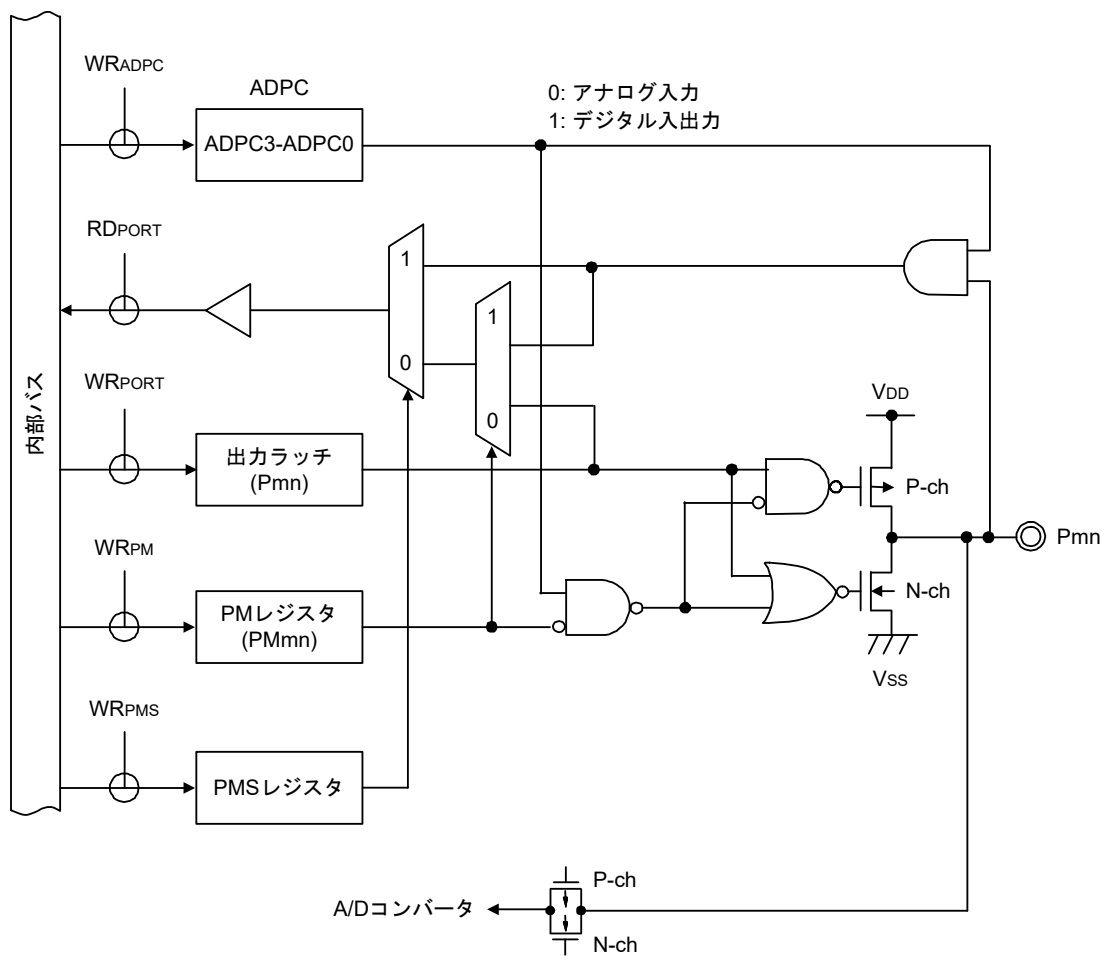 WRADPC
ADPC
ADPC3-ADPC0
0: アナログ入力
1: デジタル入出力
RDPORT
1
0
1
0
内部バス
WRPORT
出力ラッチ
(Pmn)
VDD
P-ch
Pmn
N-ch
VSS
WRPM
PMレジスタ
(PMmn)
WRPMS
PMSレジスタ
P-ch
A/Dコンバータ
N-ch